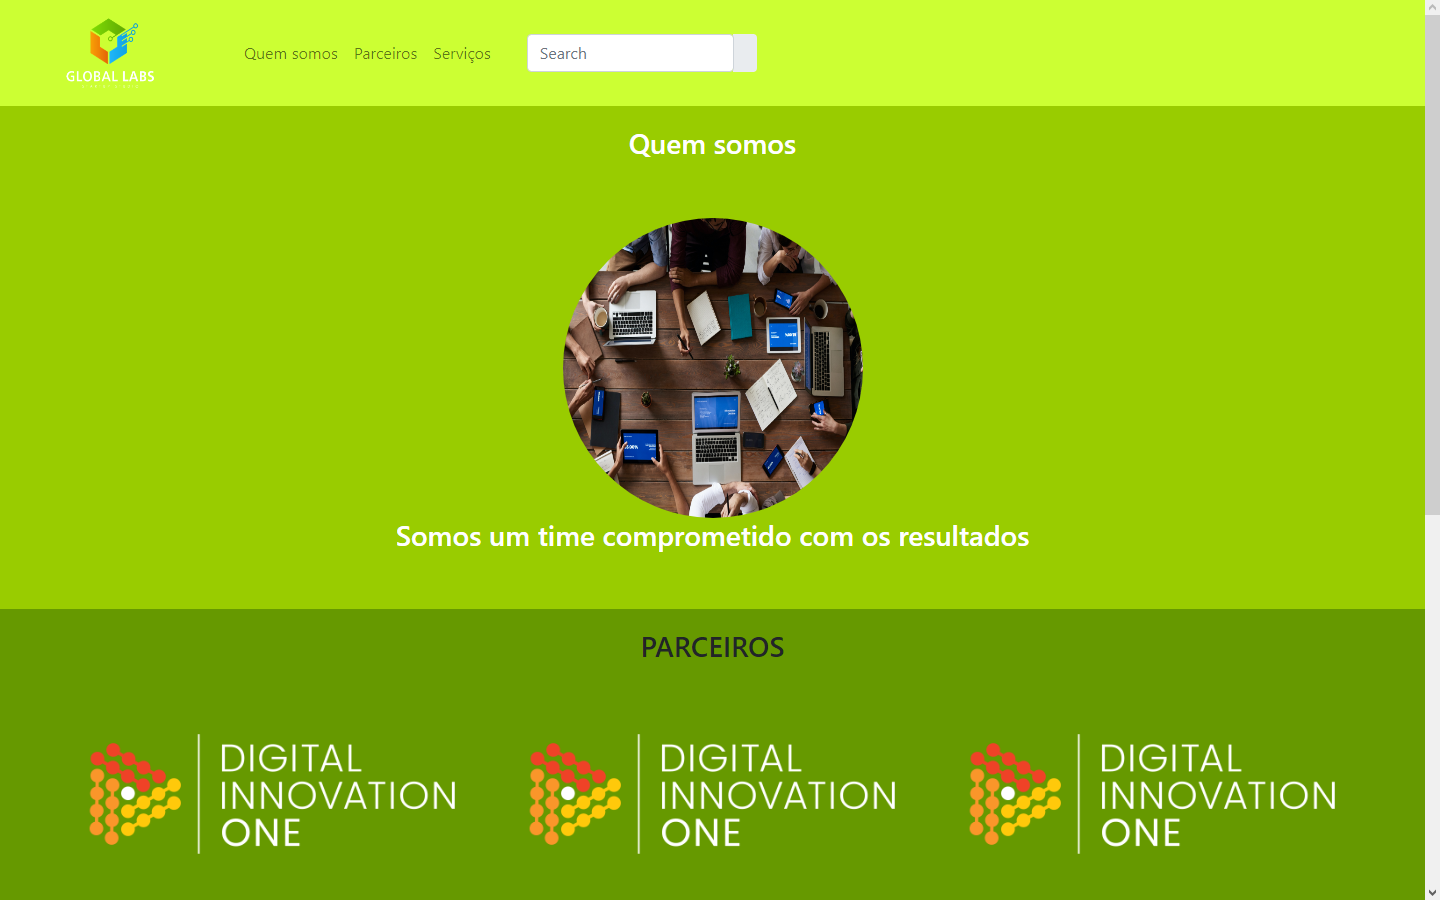 GLOBAL LABS
Quem somos
Parceiros
Serviços
Search
Quem somos
Somos um time comprometido com os resultados
PARCEIROS
DIGITAL
INNOVATION
ONE
DIGITAL
INNOVATION
ONE
DIGITAL
INNOVATION
ONE